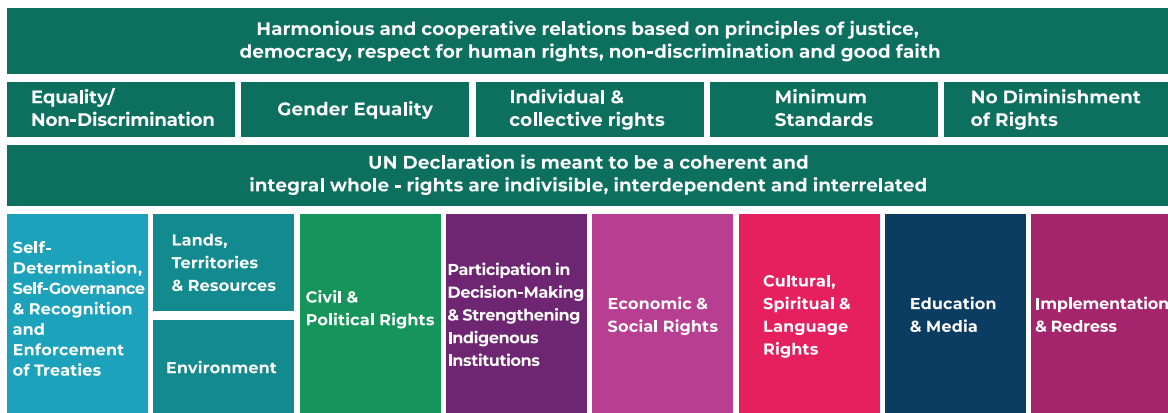 Harmonious and cooperative relations based on principles of justice,
democracy, respect for human rights, non-discrimination and good faith
Equality/
Non-Discrimination
Gender Equality
Individual &
collective rights
Minimum
Standards
No Diminishment
of Rights
UN Declaration is meant to be a coherent and
integral whole - rights are indivisible, interdependent and interrelated
Self-
Determination,
Self-Governance
& Recognition
and
Enforcement
of Treaties
Lands,
Territories
& Resources
Environment
Civil &
Political Rights
Participation in
Decision-Making
& Strengthening
Indigenous
Institutions
Economic &
Social Rights
Cultural,
Spiritual &
Language
Rights
Education
& Media
Implementation
& Redress